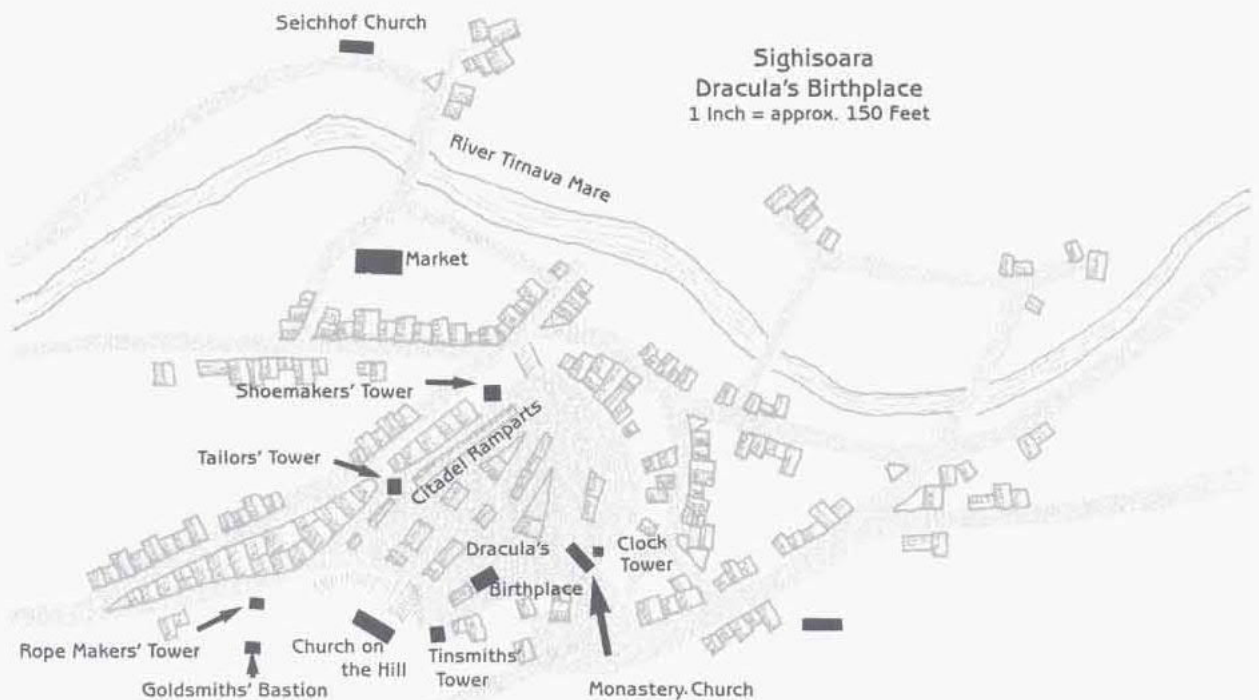 Seichhof Church
Sighisoara
Dracula's Birthplace
1 Inch = approx. 150 Feet
River Tirnava Mare
Market
Shoemakers' Tower
Citadel Ramparts
Tailors' Tower
Dracula's
Birthplace
Clock
Tower
Rope Makers' Tower
Church on
the Hill
Tinsmiths'
Tower
Goldsmiths' Bastion
Monastery.Church